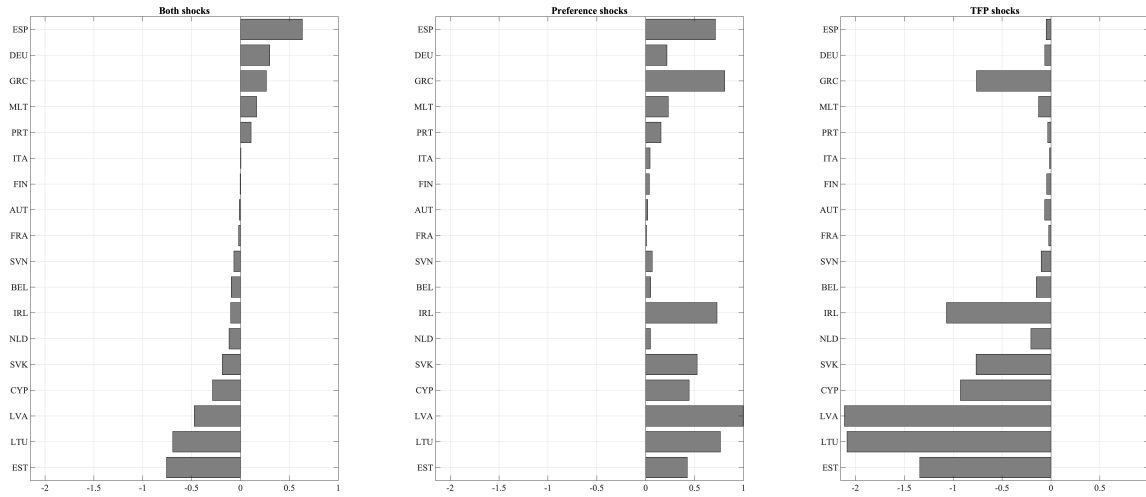 Both shocks
ESP
DEU
GRC
MLT
PRT
ITA
FIN
AUT
FRA
SVN
BEL
IRL
NLD
SVK
CYP
LVA
LTU
EST
-2 -1.5 -1 -0.5 0 0.5 1
Preference shocks
ESP
DEU
GRC
MLT
PRT
ITA
FIN
AUT
FRA
SVN
BEL
IRL
NLD
SVK
CYP
LVA
LTU
EST
-2 -1.5 -1 -0.5 0 0.5 1
TFP shocks
ESP
DEU
GRC
MLT
PRT
ITA
FIN
AUT
FRA
SVN
BEL
IRL
NLD
SVK
CYP
LVA
LTU
EST
-2 -1.5 -1 -0.5 0 0.5